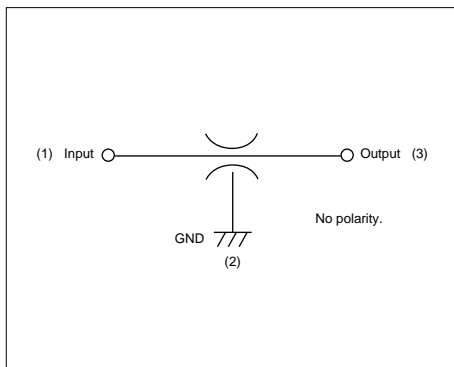 (1) Input Output (3)
No polarity.
GND
(2)